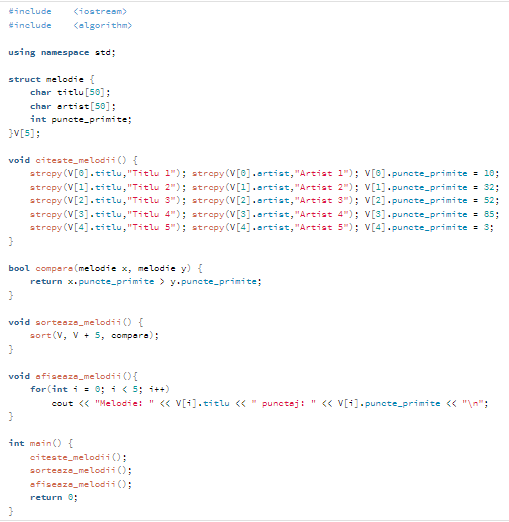 #include <iostream>
#include <algorithm>
using namespace std;
struct melodie {
char titlu[50];
char artist[50];
int puncte_primite;
}V[5];
void citeste_melodii() {
strcpy(V[0].titlu,"Titlu 1"); strcpy(V[0].artist,"Artist 1"); V[0].puncte_primite = 10;
strcpy(V[1].titlu,"Titlu 2"); strcpy(V[1].artist,"Artist 2"); V[1].puncte_primite = 32;
strcpy(V[2].titlu,"Titlu 3"); strcpy(V[2].artist,"Artist 3"); V[2].puncte_primite = 52;
strcpy(V[3].titlu,"Titlu 4"); strcpy(V[3].artist,"Artist 4"); V[3].puncte_primite = 85;
strcpy(V[4].titlu,"Titlu 5"); strcpy(V[4].artist,"Artist 5"); V[4].puncte_primite = 3;
}
bool compara(melodie x, melodie y) {
return x.puncte_primite > y.puncte_primite;
}
void sorteaza_melodii() {
sort(V, V + 5, compara);
}
void afiseaza_melodii(){
for(int i = 0; i < 5; i++)
cout << "Melodie: " << V[i].titlu << " punctaj: " << V[i].puncte_primite << "\n";
}
int main() {
citeste_melodii();
sorteaza_melodii();
afiseaza_melodii();
return 0;
}